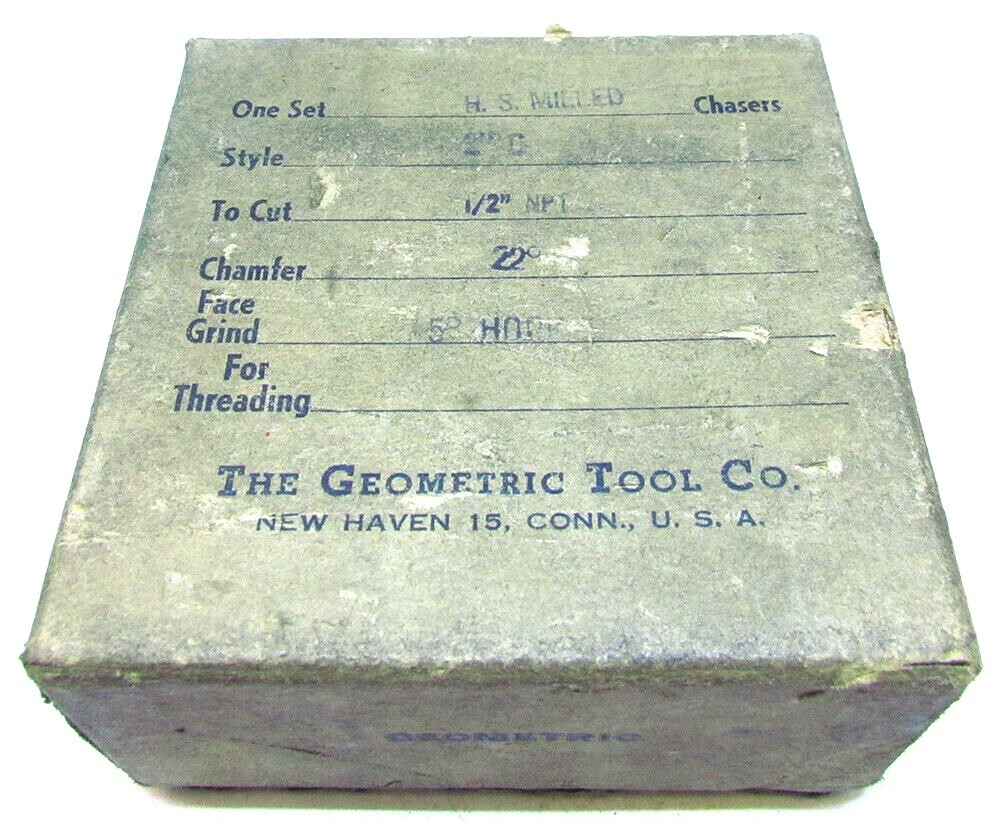 One Set H. S. MILLED Chasers
Style C
To Cut 1/2" NPT
Chamfer 22°
Face
Grind 5°
For
Threading
THE GEOMETRIC TOOL CO.
NEW HAVEN 15, CONN., U. S. A.
GEOMETRIC